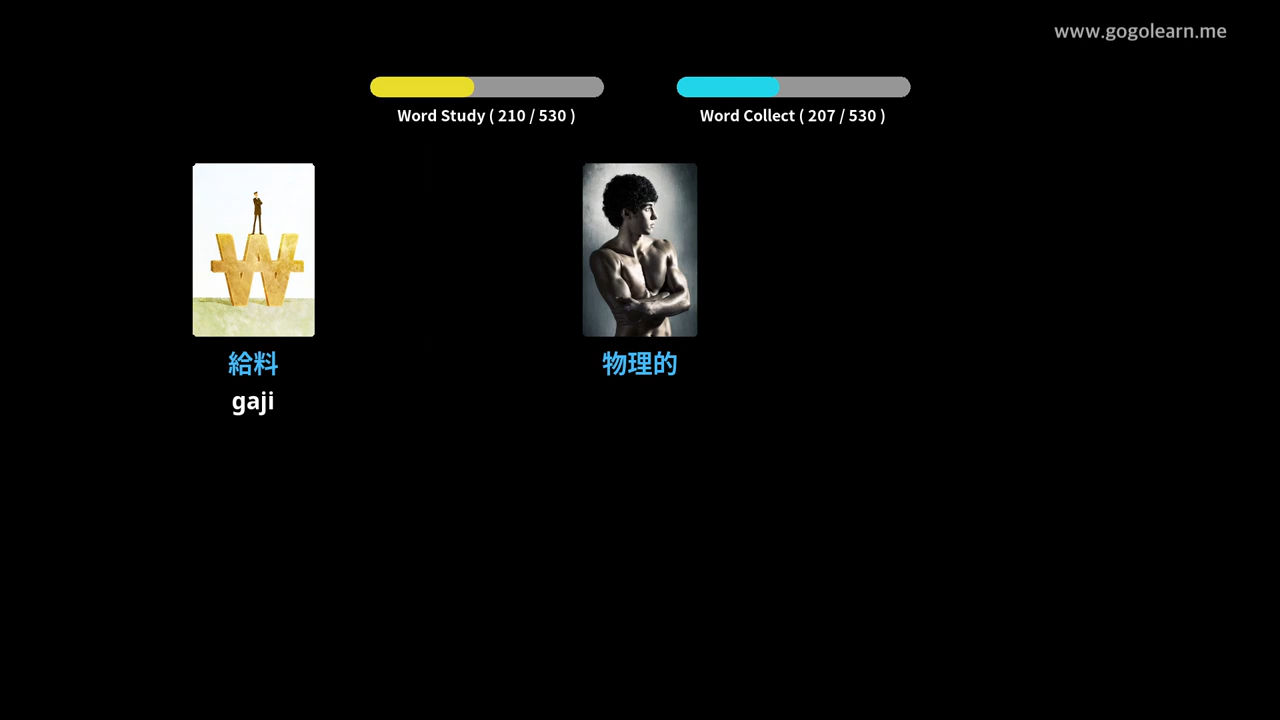 www.gogolearn.me
Word Study ( 210 / 530 )
Word Collect ( 207 / 530 )
給料
gaji
物理的